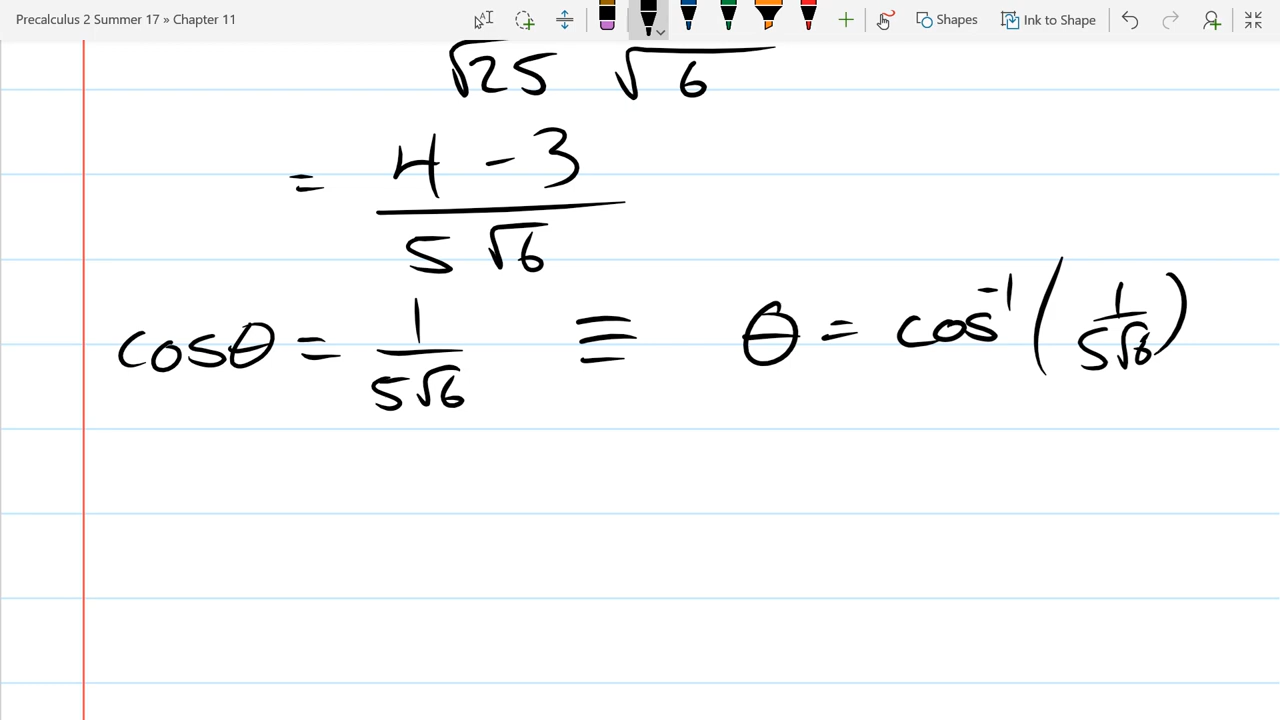 Precalculus 2 Summer 17 » Chapter 11 Shapes Ink to Shape
√25 √6
= (4 - 3) / (5 √6)
cosθ = 1 / (5√6) ≡ θ = cos⁻¹ (1 / (5√6))